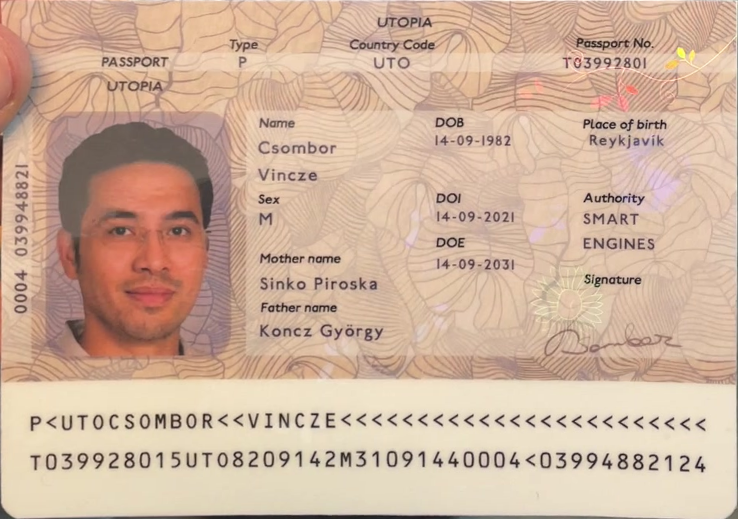 UTOPIA
PASSPORT Type Country Code Passport No.
UTOPIA P UTO T03992801
0004 039948821
Name
Csombor
Vincze
Sex
M
Mother name
Sinko Piroska
Father name
Koncz György
DOB
14-09-1982
DOI
14-09-2021
DOE
14-09-2031
Place of birth
Reykjavík
Authority
SMART
ENGINES
Signature
P<UTOCSOMBOR<<VINCZE<<<<<<<<<<<<<<<<<<<<<<<<
T039928015UTO8209142M31091440004<03994882124